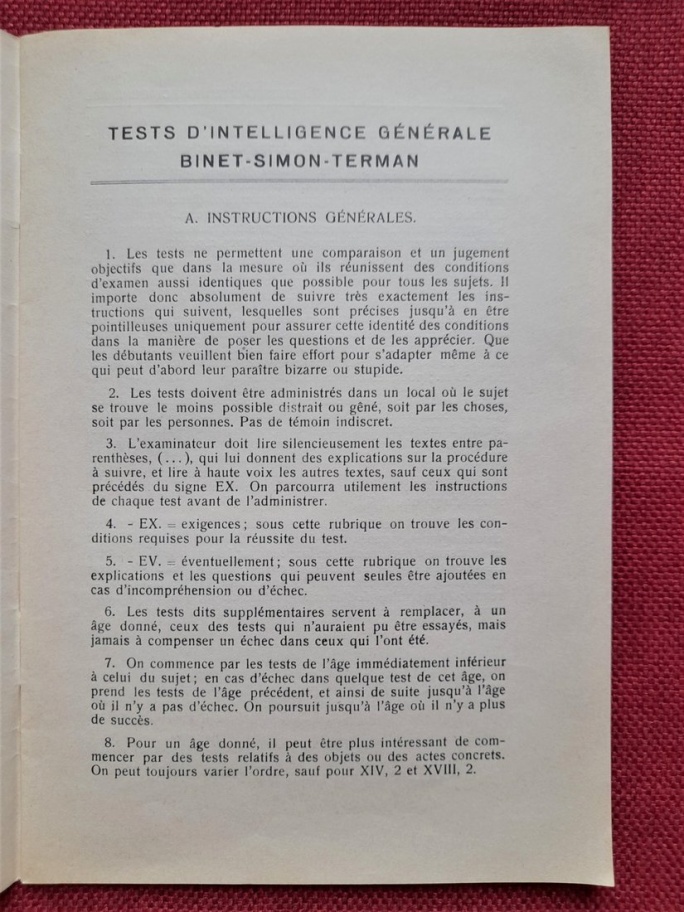 TESTS D'INTELLIGENCE GÉNÉRALE
BINET-SIMON-TERMAN
A. INSTRUCTIONS GÉNÉRALES.
1. Les tests ne permettent une comparaison et un jugement
objectifs que dans la mesure où ils réunissent des conditions
d'examen aussi identiques que possible pour tous les sujets. Il
importe donc absolument de suivre très exactement les ins-
tructions qui suivent, lesquelles sont précises jusqu'à en être
pointilleuses uniquement pour assurer cette identité des conditions
dans la manière de poser les questions et de les apprécier. Que
les débutants veuillent bien faire effort pour s'adapter même à ce
qui peut d'abord leur paraître bizarre ou stupide.
2. Les tests doivent être administrés dans un local où le sujet
se trouve le moins possible distrait ou gêné, soit par les choses,
soit par les personnes. Pas de témoin indiscret.
3. L'examinateur doit lire silencieusement les textes entre pa-
renthèses, (...), qui lui donnent des explications sur la procédure
à suivre, et lire à haute voix les autres textes, sauf ceux qui sont
précédés du signe EX. On parcourra utilement les instructions
de chaque test avant de l'administrer.
4. - EX. = exigences; sous cette rubrique on trouve les con-
ditions requises pour la réussite du test.
5. - EV. = éventuellement; sous cette rubrique on trouve les
explications et les questions qui peuvent seules être ajoutées en
cas d'incompréhension ou d'échec.
6. Les tests dits supplémentaires servent à remplacer, à un
âge donné, ceux des tests qui n'auraient pu être essayés, mais
jamais à compenser un échec dans ceux qui l'ont été.
7. On commence par les tests de l'âge immédiatement inférieur
à celui du sujet; en cas d'échec dans quelque test de cet âge, on
prend les tests de l'âge précédent, et ainsi de suite jusqu'à l'âge
où il n'y a pas d'échec. On poursuit jusqu'à l'âge où il n'y a plus
de succès.
8. Pour un âge donné, il peut être plus intéressant de com-
mencer par des tests relatifs à des objets ou des actes concrets.
On peut toujours varier l'ordre, sauf pour XIV, 2 et XVIII, 2.